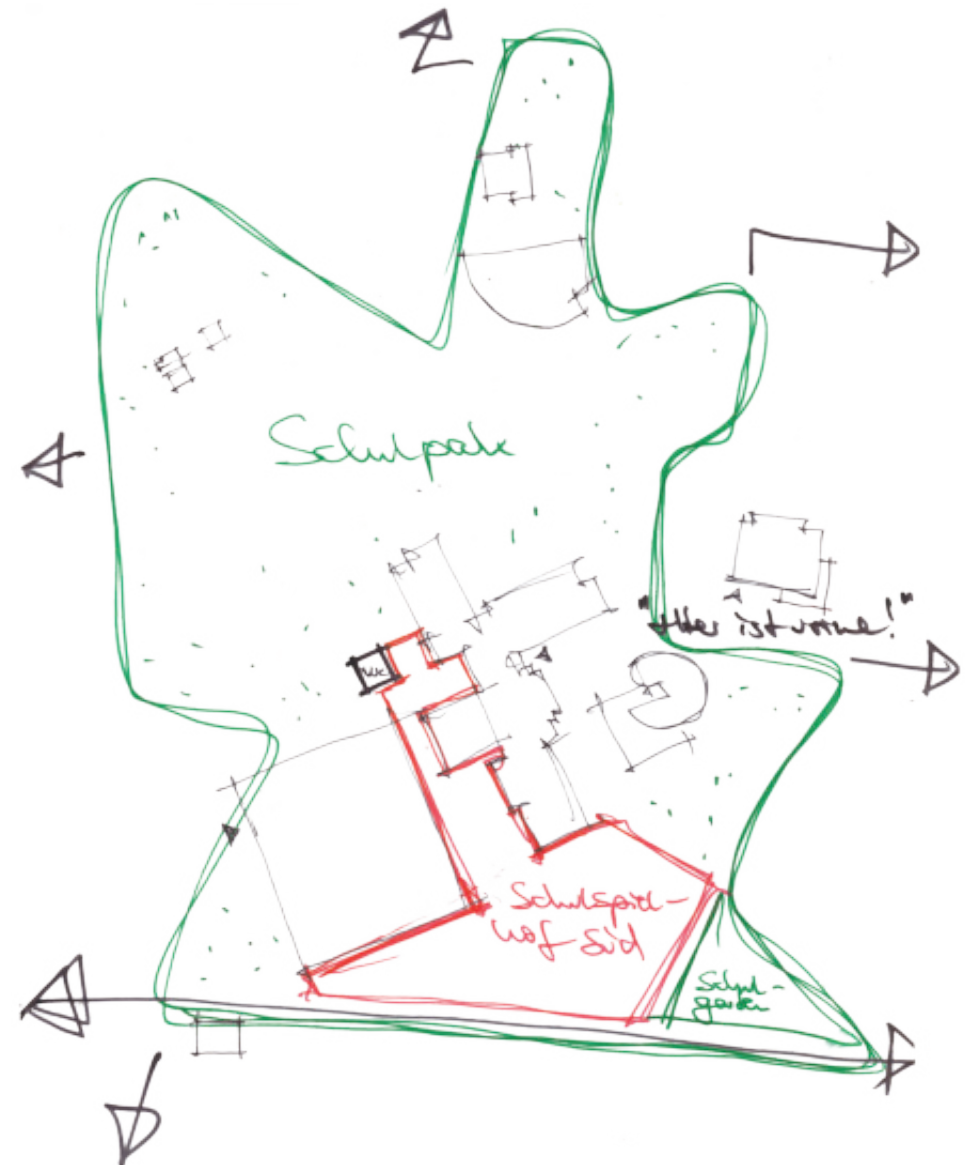 Schulpark
"Hier ist vorne!"
Schulspiel-
hof Süd
Schul-
garten